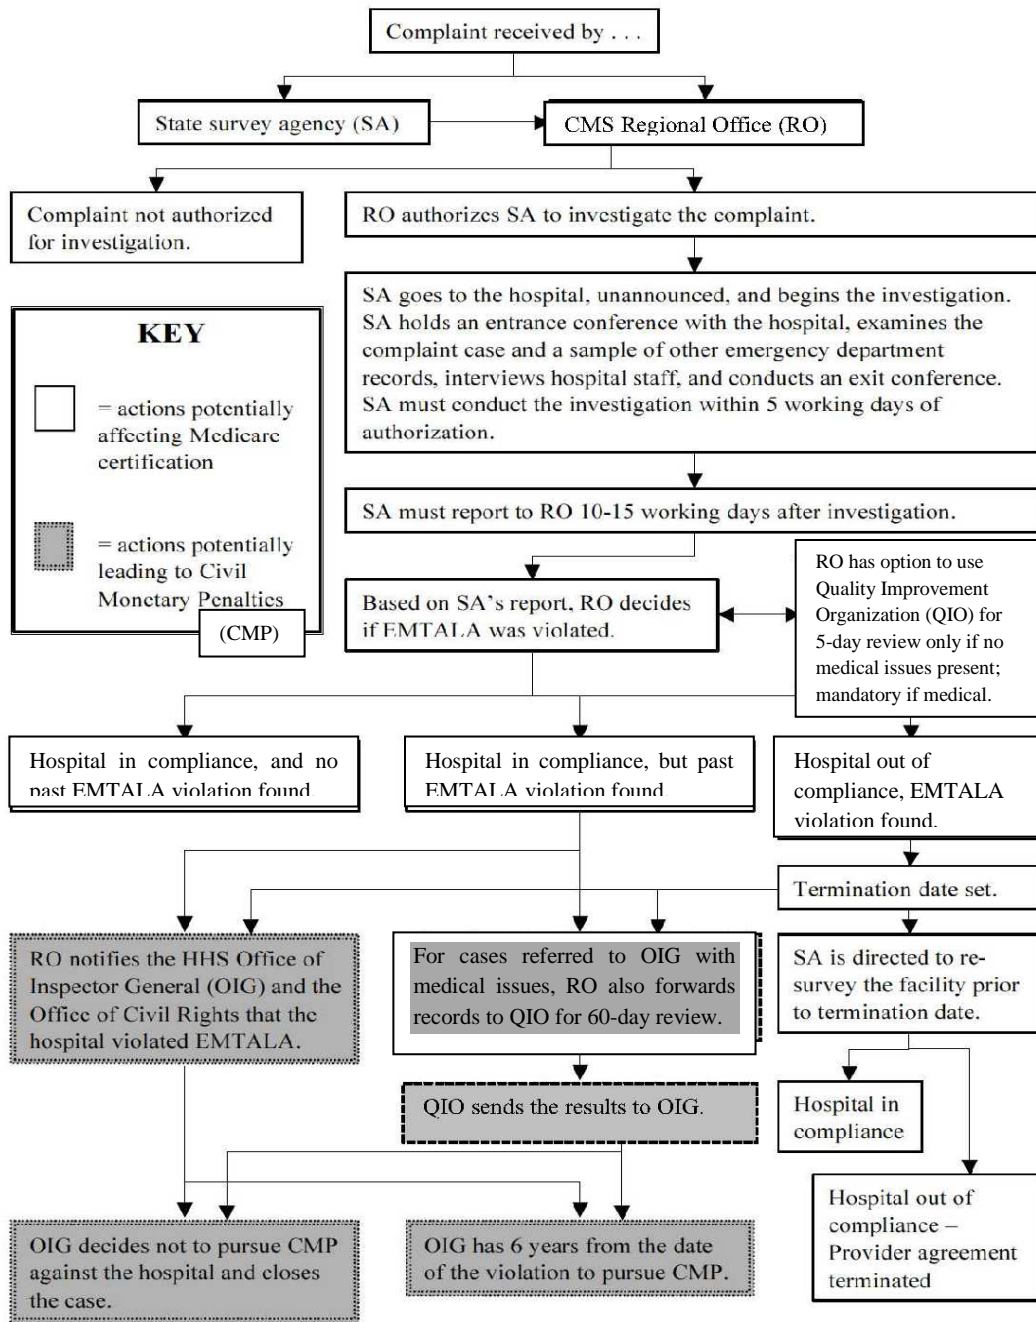 Complaint received by . . .
State survey agency (SA)
CMS Regional Office (RO)
Complaint not authorized
for investigation.
RO authorizes SA to investigate the complaint.
SA goes to the hospital, unannounced, and begins the investigation.
SA holds an entrance conference with the hospital, examines the
complaint case and a sample of other emergency department
records, interviews hospital staff, and conducts an exit conference.
SA must conduct the investigation within 5 working days of
authorization.
KEY
= actions potentially
affecting Medicare
certification
= actions potentially
leading to Civil
Monetary Penalties
(CMP)
SA must report to RO 10-15 working days after investigation.
Based on SA's report, RO decides
if EMTALA was violated.
RO has option to use
Quality Improvement
Organization (QIO) for
5-day review only if no
medical issues present;
mandatory if medical.
Hospital in compliance, and no
past EMTALA violation found.
Hospital in compliance, but past
EMTALA violation found
Hospital out of
compliance, EMTALA
violation found.
Termination date set.
RO notifies the HHS Office of
Inspector General (OIG) and the
Office of Civil Rights that the
hospital violated EMTALA.
For cases referred to OIG with
medical issues, RO also forwards
records to QIO for 60-day review.
SA is directed to re-
survey the facility prior
to termination date.
QIO sends the results to OIG.
Hospital in
compliance
Hospital out of
compliance –
Provider agreement
terminated
OIG decides not to pursue CMP
against the hospital and closes
the case.
OIG has 6 years from the date
of the violation to pursue CMP.